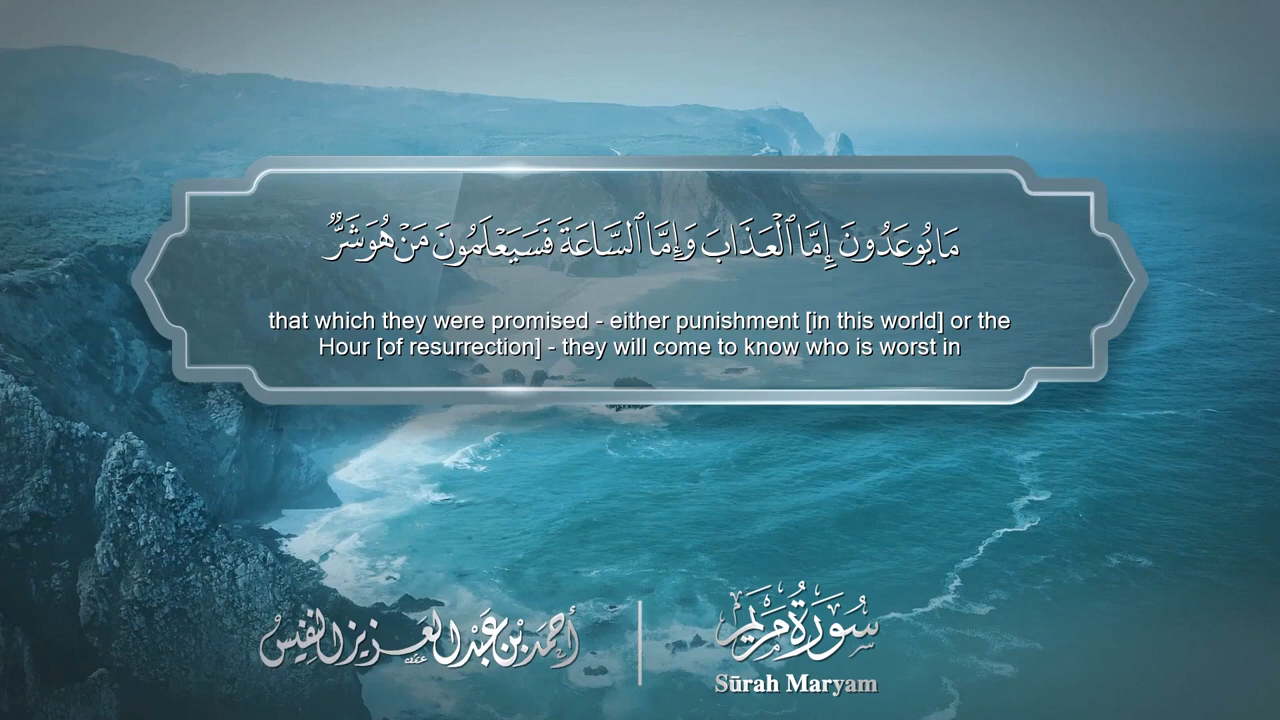 مَا يُوعَدُونَ إِمَّا ٱلْعَذَابَ وَإِمَّا ٱلسَّاعَةَ فَسَيَعْلَمُونَ مَنْ هُوَ شَرٌّ
that which they were promised - either punishment [in this world] or the
Hour [of resurrection] - they will come to know who is worst in
أحمد بن عبد العزيز النفيس
سُورَةُ مَرْيَم
Sūrah Maryam